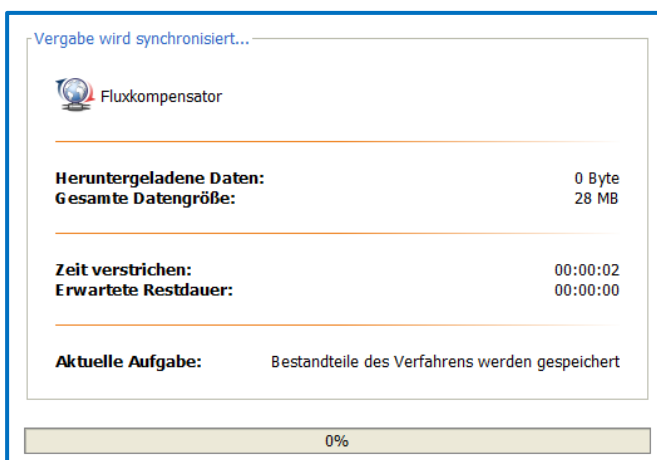 Vergabe wird synchronisiert...
Fluxkompensator
Heruntergeladene Daten: 0 Byte
Gesamte Datengröße: 28 MB
Zeit verstrichen: 00:00:02
Erwartete Restdauer: 00:00:00
Aktuelle Aufgabe: Bestandteile des Verfahrens werden gespeichert
0%